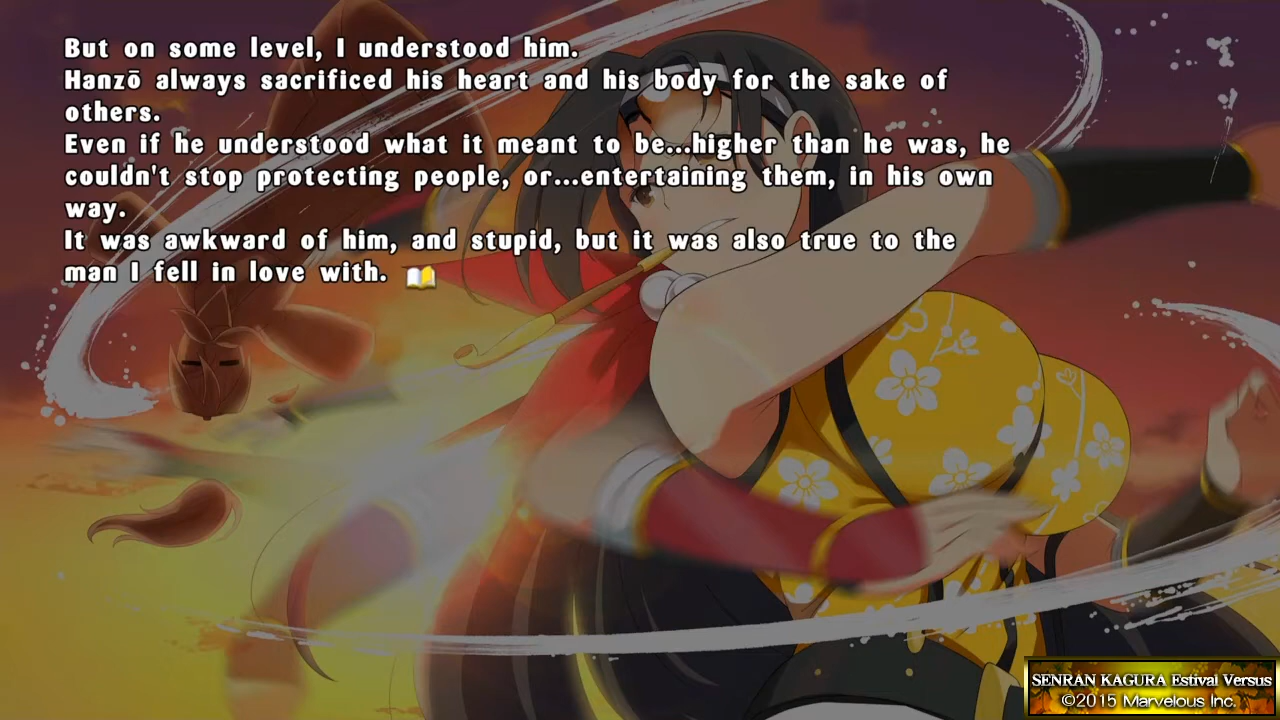 But on some level, I understood him.
Hanzō always sacrificed his heart and his body for the sake of
others.
Even if he understood what it meant to be...higher than he was, he
couldn't stop protecting people, or...entertaining them, in his own
way.
It was awkward of him, and stupid, but it was also true to the
man I fell in love with.
SENRAN KAGURA Estival Versus
©2015 Marvelous Inc.